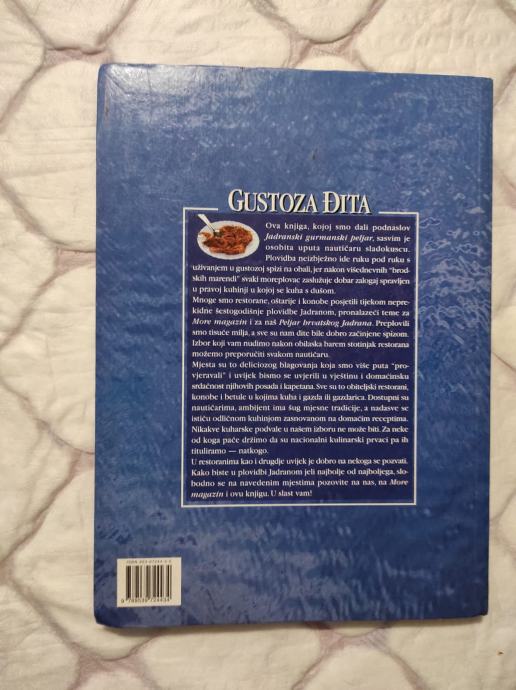 GUSTOZA ĐITA
Ova knjiga, kojoj smo dali podnaslov
Jadranski gurmanski peljar, sasvim je
osobita uputa nautičaru sladokuscu.
Plovidba neizbježno ide ruku pod ruku s
uživanjem u gustozoj spizi na obali, jer nakon višednevnih "brod-
skih marendi" svaki moreplovac zaslužuje dobar zalogaj spravljen
u pravoj kuhinji u kojoj se kuha s dušom.
Mnoge smo restorane, oštarije i konobe posjetili tijekom nepre-
kidne šestogodišnje plovidbe Jadranom, pronalazeći teme za
More magazin i za naš Peljar hrvatskog Jadrana. Preplovili
smo tisuće milja, a sve su nam đite bile dobro začinjene spizom.
Izbor koji vam nudimo nakon obilaska barem stotinjak restorana
možemo preporučiti svakom nautičaru.
Mjesta su to delicioznog blagovanja koja smo više puta "pro-
vjeravali" i uvijek bismo se uvjerili u vještinu i domaćinsku
srdačnost njihovih posada i kapetana. Sve su to obiteljski restorani,
konobe i betule u kojima kuha i gazda ili gazdarica. Dostupni su
nautičarima, ambijent ima šug mjesne tradicije, a nadasve se
ističu odličnom kuhinjom zasnovanom na domaćim receptima.
Nikakve kuharske podvale u našem izboru ne može biti. Za neke
od koga pače držimo da su nacionalni kulinarski prvaci pa ih
tituliramo — natkogo.
U restoranima kao i drugdje uvijek je dobro na nekoga se pozvati.
Kako biste u plovidbi Jadranom jeli najbolje od najboljega, slo-
bodno se na navedenim mjestima pozovite na nas, na More
magazin i ovu knjigu. U slast vam!